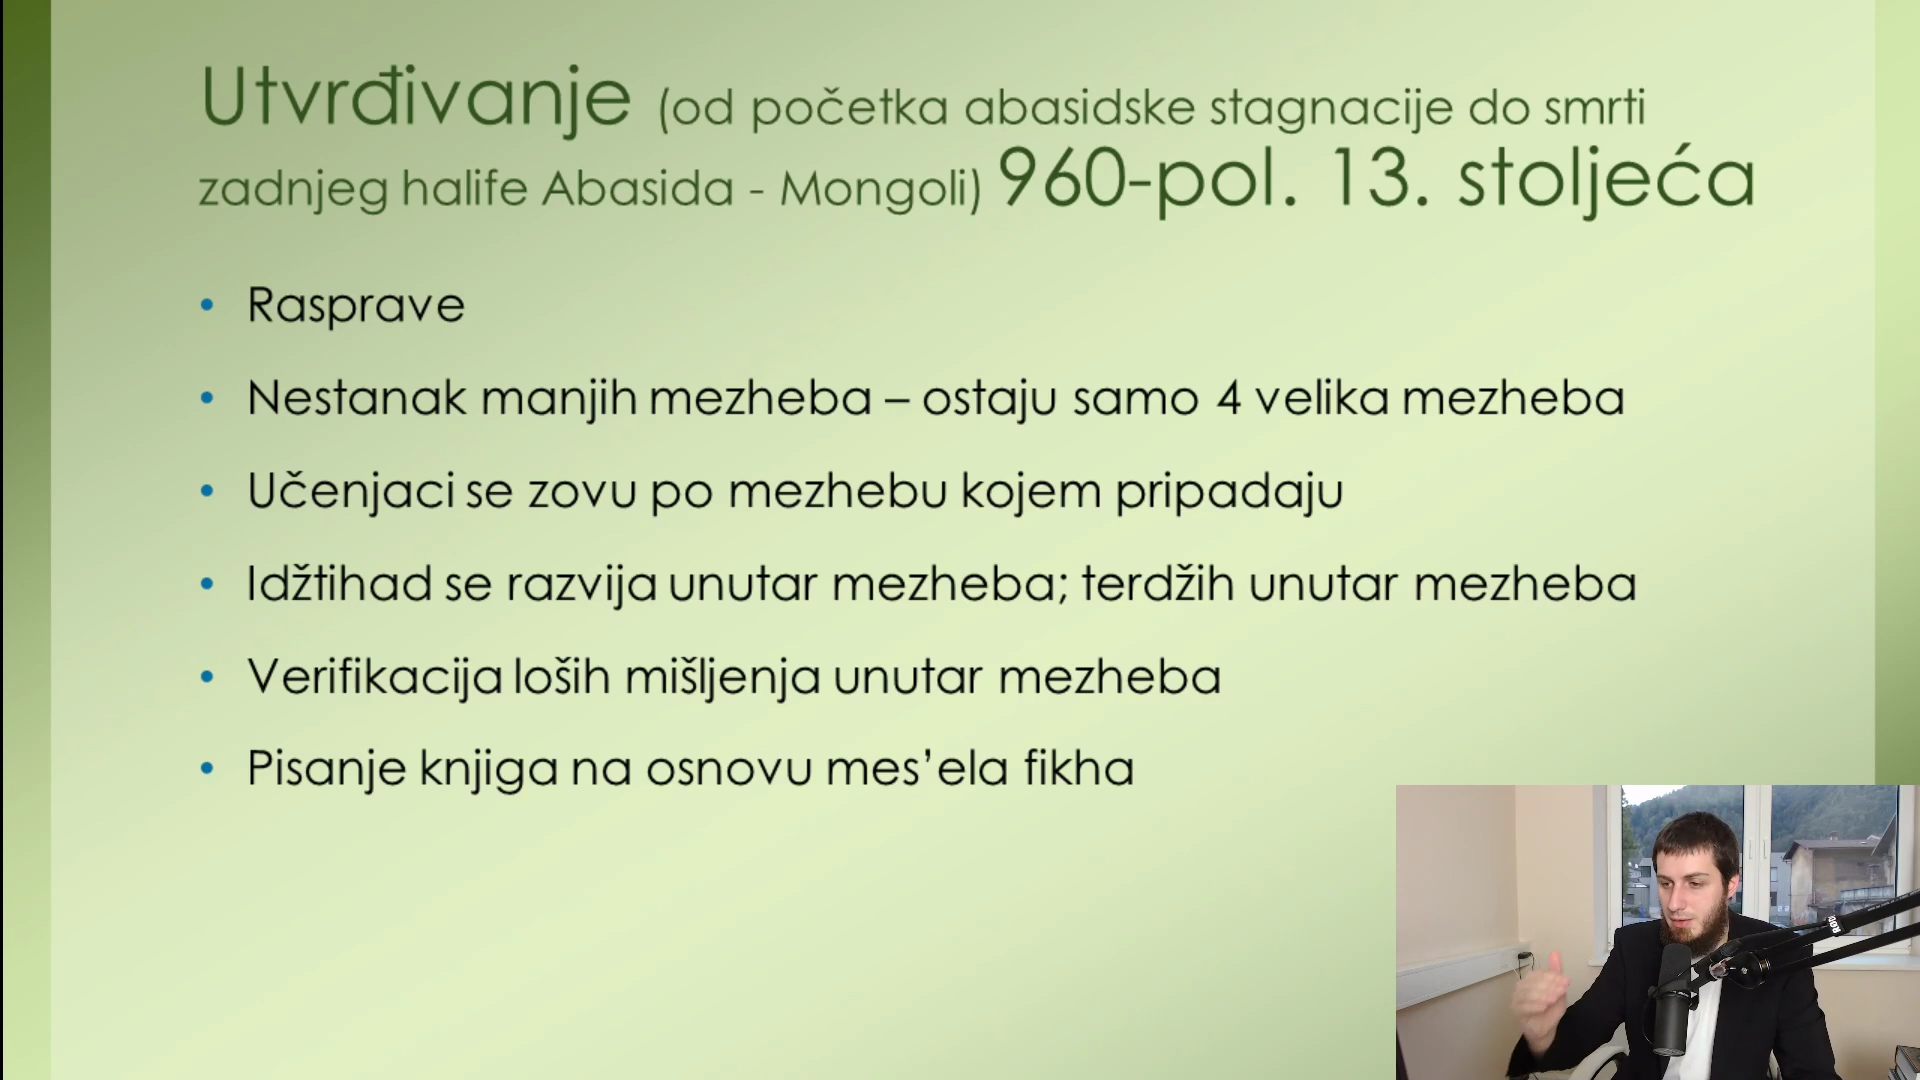 Utvrđivanje (od početka abasidske stagnacije do smrti
zadnjeg halife Abasida - Mongoli) 960-pol. 13. stoljeća
• Rasprave
• Nestanak manjih mezheba – ostaju samo 4 velika mezheba
• Učenjaci se zovu po mezhebu kojem pripadaju
• Idžtihad se razvija unutar mezheba; terdžih unutar mezheba
• Verifikacija loših mišljenja unutar mezheba
• Pisanje knjiga na osnovu mes’ela fikha